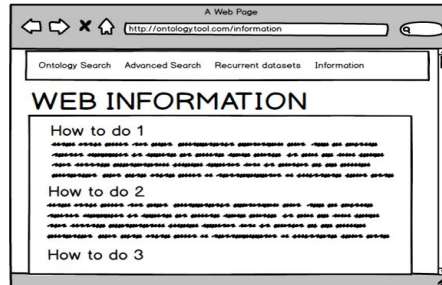 A Web Page
http://ontologytool.com/information
Ontology Search Advanced Search Recurrent datasets Information
WEB INFORMATION
How to do 1
How to do 2
How to do 3